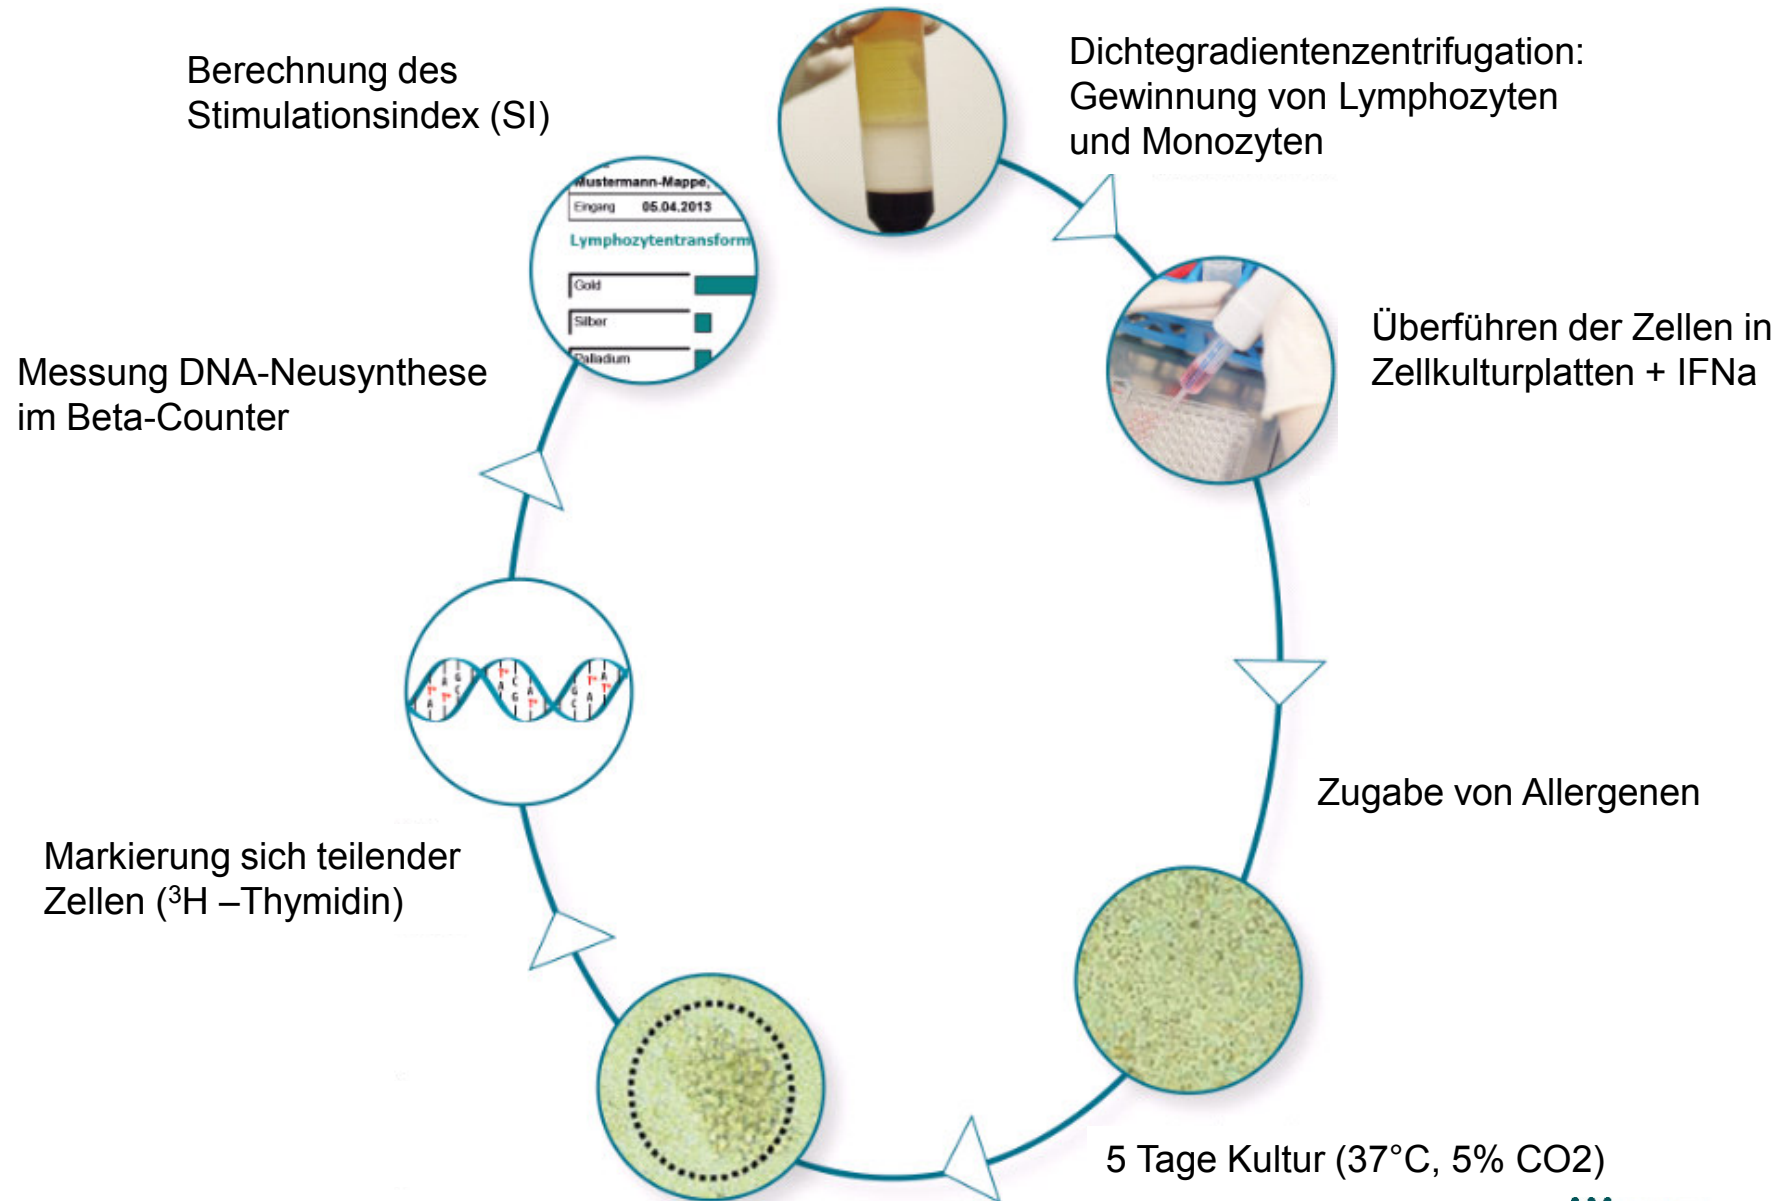 Dichtegradientenzentrifugation:
Gewinnung von Lymphozyten
und Monozyten
Überführen der Zellen in
Zellkulturplatten + IFNa
Zugabe von Allergenen
5 Tage Kultur (37°C, 5% CO2)
Markierung sich teilender
Zellen (³H –Thymidin)
Messung DNA-Neusynthese
im Beta-Counter
Berechnung des
Stimulationsindex (SI)
Mustermann-Mappe,
Eingang 05.04.2013
Lymphozytentransform
Gold
Silber
Palladium